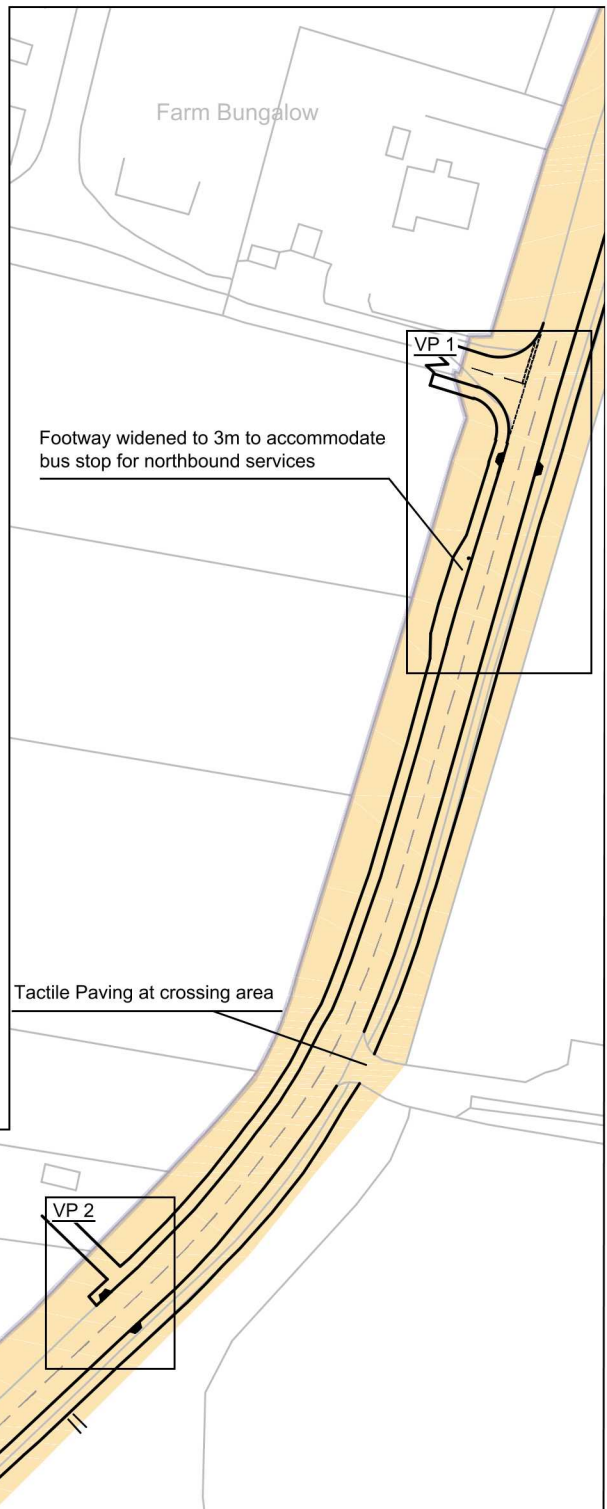 Farm Bungalow
VP 1
Footway widened to 3m to accommodate
bus stop for northbound services
Tactile Paving at crossing area
VP 2